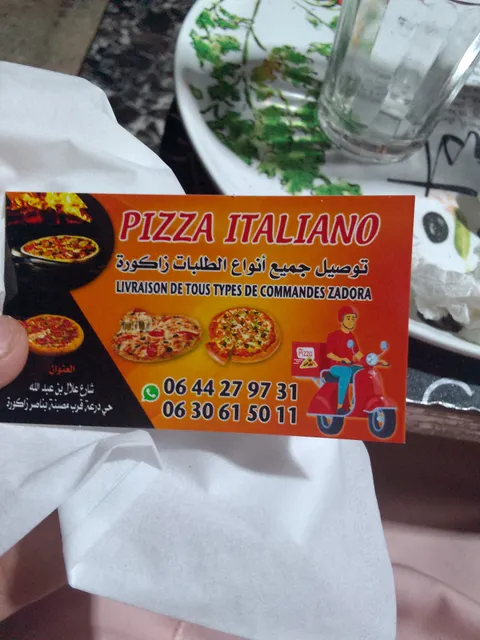 PIZZA ITALIANO
توصيل جميع أنواع الطلبات زاكورة
LIVRAISON DE TOUS TYPES DE COMMANDES ZADORA
Pizza
06 44 27 97 31
06 30 61 50 11
العنوان
شارع علال بن عبد الله
حي درعة قرب مصبنة بناصر زاكورة